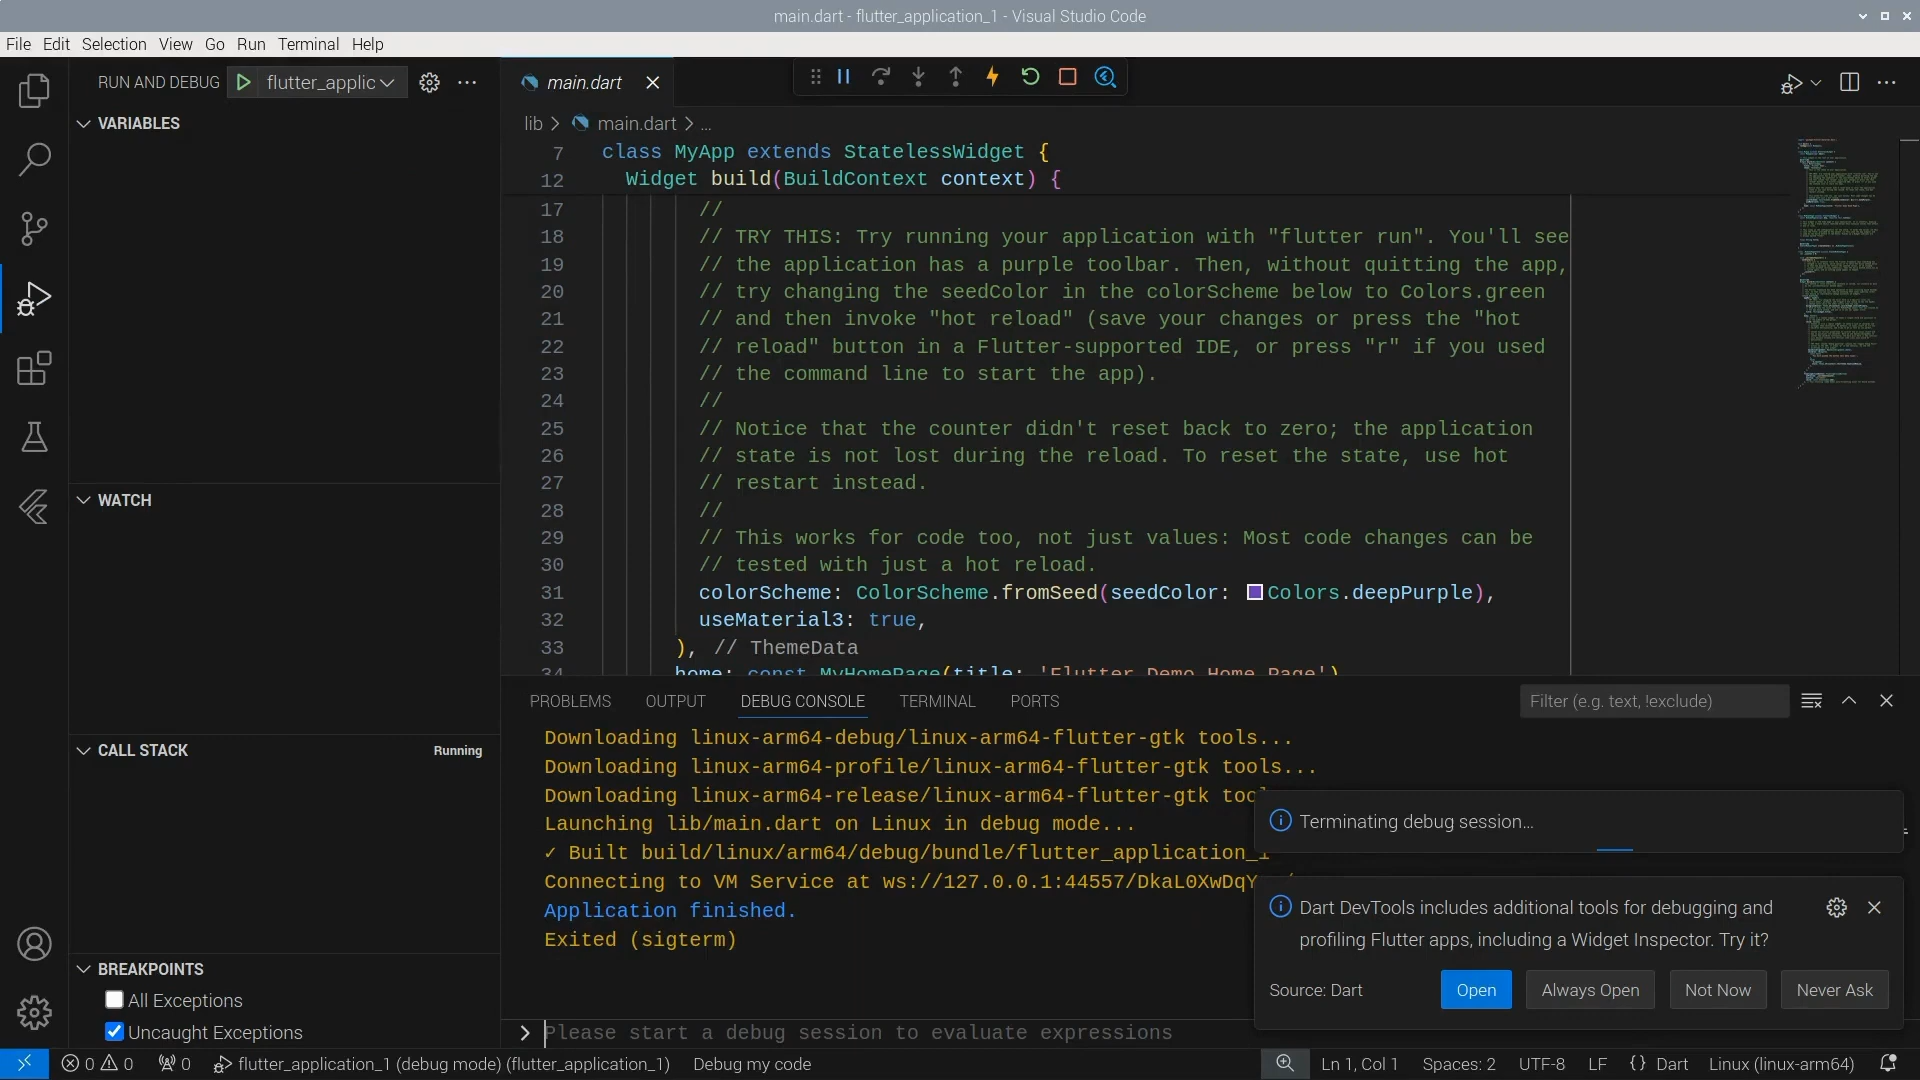 main.dart - flutter_application_1 - Visual Studio Code
File Edit Selection View Go Run Terminal Help
RUN AND DEBUG flutter_applic
main.dart
VARIABLES
WATCH
CALL STACK Running
BREAKPOINTS
All Exceptions
Uncaught Exceptions
lib > main.dart > ...
7 class MyApp extends StatelessWidget {
12 Widget build(BuildContext context) {
17 //
18 // TRY THIS: Try running your application with "flutter run". You'll see
19 // the application has a purple toolbar. Then, without quitting the app,
20 // try changing the seedColor in the colorScheme below to Colors.green
21 // and then invoke "hot reload" (save your changes or press the "hot
22 // reload" button in a Flutter-supported IDE, or press "r" if you used
23 // the command line to start the app).
24 //
25 // Notice that the counter didn't reset back to zero; the application
26 // state is not lost during the reload. To reset the state, use hot
27 // restart instead.
28 //
29 // This works for code too, not just values: Most code changes can be
30 // tested with just a hot reload.
31 colorScheme: ColorScheme.fromSeed(seedColor: Colors.deepPurple),
32 useMaterial3: true,
33 ), // ThemeData
34 home: const MyHomePage(title: 'Flutter Demo Home Page')
PROBLEMS OUTPUT DEBUG CONSOLE TERMINAL PORTS Filter (e.g. text, !exclude)
Downloading linux-arm64-debug/linux-arm64-flutter-gtk tools...
Downloading linux-arm64-profile/linux-arm64-flutter-gtk tools...
Downloading linux-arm64-release/linux-arm64-flutter-gtk
Launching lib/main.dart on Linux in debug mode...
✓ Built build/linux/arm64/debug/bundle/flutter_application_1
Connecting to VM Service at ws://127.0.0.1:44557/DkaL0XwDqY
Application finished.
Exited (sigterm)
> Please start a debug session to evaluate expressions
Terminating debug session...
Dart DevTools includes additional tools for debugging and
profiling Flutter apps, including a Widget Inspector. Try it?
Source: Dart Open Always Open Not Now Never Ask
0 0 0 flutter_application_1 (debug mode) (flutter_application_1) Debug my code Ln 1, Col 1 Spaces: 2 UTF-8 LF {} Dart Linux (linux-arm64)